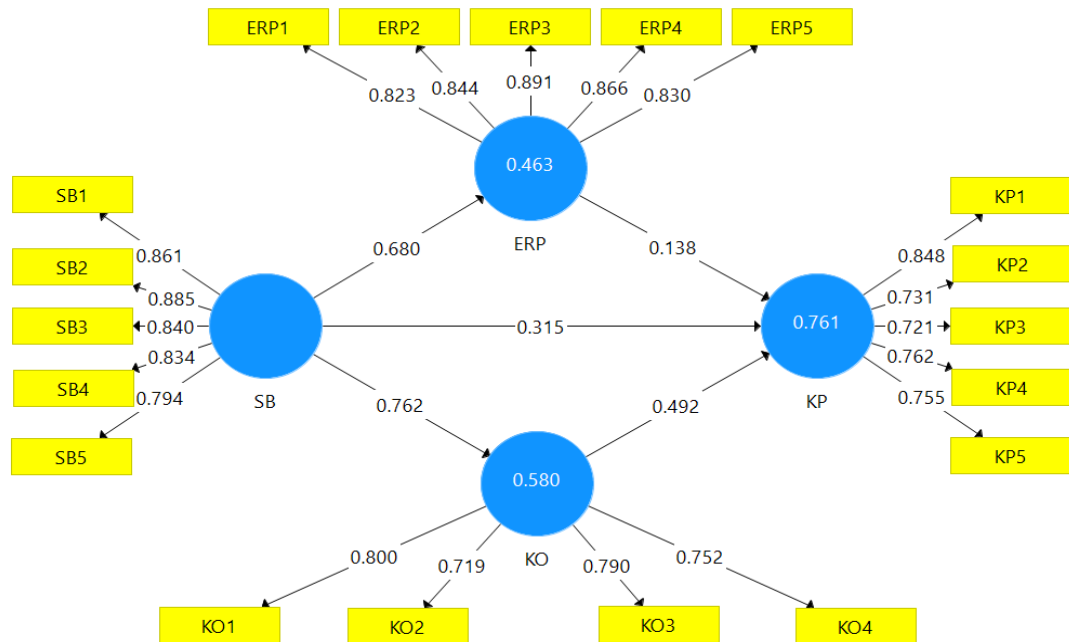 ERP1 ERP2 ERP3 ERP4 ERP5
0.823 0.844 0.891 0.866 0.830
0.463
ERP
SB1
SB2
SB3
SB4
SB5
0.861
0.885
0.840
0.834
0.794
SB
0.680
0.138
0.315
0.762
0.492
0.761
KP
KP1
KP2
KP3
KP4
KP5
0.848
0.731
0.721
0.762
0.755
0.580
KO
0.800 0.719 0.790 0.752
KO1 KO2 KO3 KO4